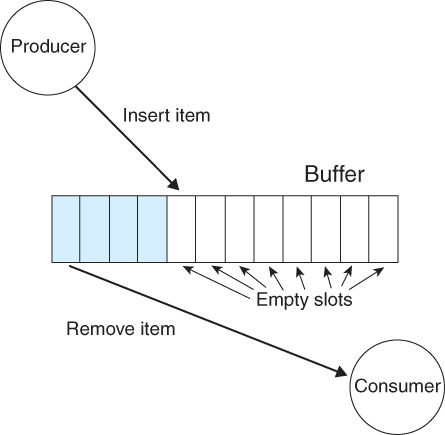 Producer
Insert item
Buffer
Empty slots
Remove item
Consumer